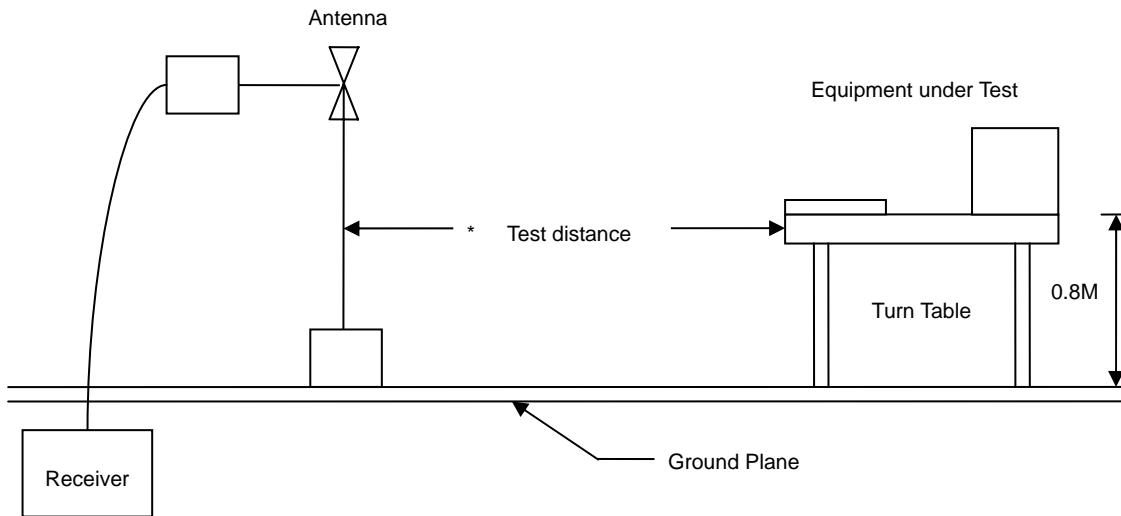 Antenna
Equipment under Test
* Test distance
0.8M
Turn Table
Ground Plane
Receiver